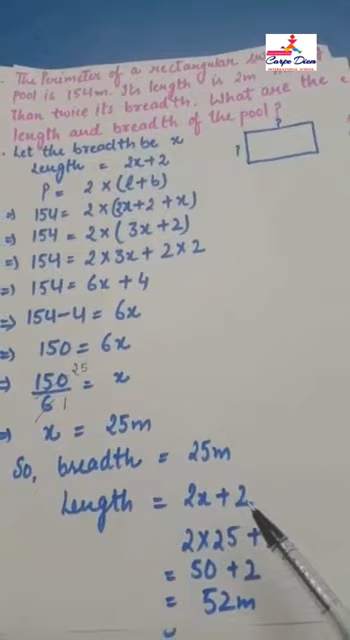 Carpe Diem
The Perimeter of a rectangular
pool is 154m. Its length is 2m
than twice its breadth. What are the
length and breadth of the pool?
Let the breadth be x
Length = 2x+2
P = 2 × (l+b)
=) 154 = 2×(2x+2+x)
=) 154 = 2×(3x+2)
=) 154 = 2×3x + 2×2
=) 154 = 6x + 4
=) 154-4 = 6x
=) 150 = 6x
=) 150 25 = x
6 1
=) x = 25m
So, breadth = 25m
Length = 2x+2
2×25 +
= 50 + 2
= 52m